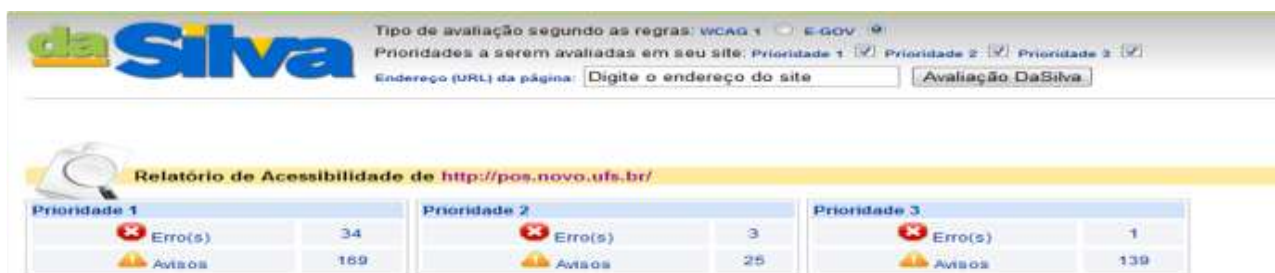 daSilva
Tipo de avaliação segundo as regras: WCAG 1 E-GOV
Prioridades a serem avaliadas em seu site: Prioridade 1 Prioridade 2 Prioridade 3
Endereço (URL) da página: Digite o endereço do site Avaliação DaSilva
Relatório de Acessibilidade de http://pos.novo.ufs.br/
Prioridade 1 Prioridade 2 Prioridade 3
Erro(s) 34 Erro(s) 3 Erro(s) 1
Avisos 169 Avisos 25 Avisos 139